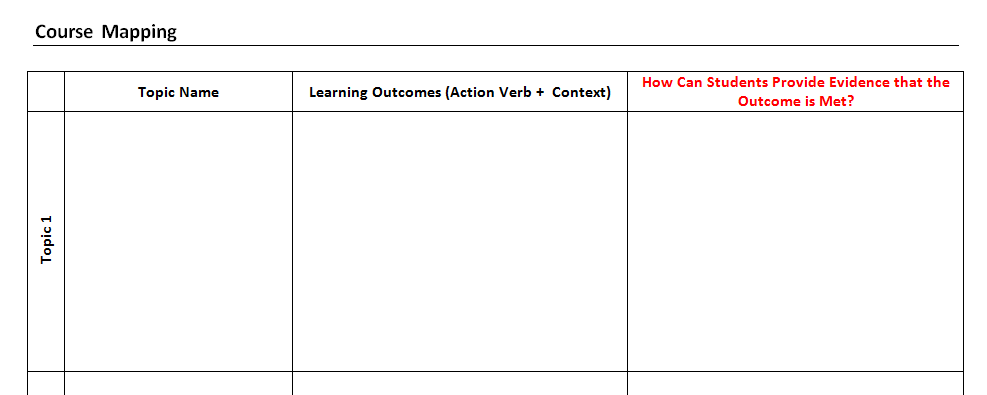 Course Mapping
Topic Name
Learning Outcomes (Action Verb + Context)
How Can Students Provide Evidence that the
Outcome is Met?
Topic 1